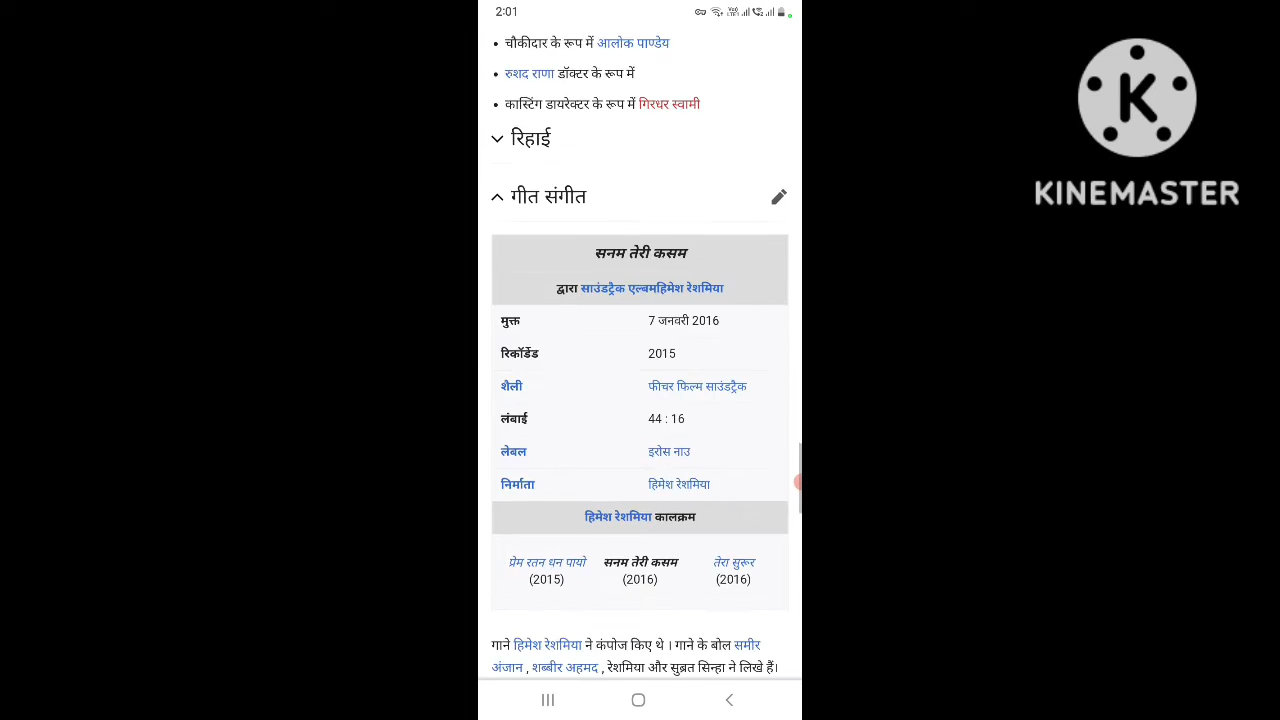 2:01
चौकीदार के रूप में आलोक पाण्डेय
रुशद राणा डॉक्टर के रूप में
कास्टिंग डायरेक्टर के रूप में गिरधर स्वामी
रिहाई
गीत संगीत
सनम तेरी कसम
द्वारा साउंडट्रैक एल्बमहिमेश रेशमिया
मुक्त 7 जनवरी 2016
रिकॉर्डेड 2015
शैली फीचर फिल्म साउंडट्रैक
लंबाई 44 : 16
लेबल इरोस नाउ
निर्माता हिमेश रेशमिया
हिमेश रेशमिया कालक्रम
प्रेम रतन धन पायो सनम तेरी कसम तेरा सुरूर
(2015) (2016) (2016)
गाने हिमेश रेशमिया ने कंपोज किए थे । गाने के बोल समीर
अंजान , शब्बीर अहमद , रेशमिया और सुब्रत सिन्हा ने लिखे हैं।
K
KINEMASTER